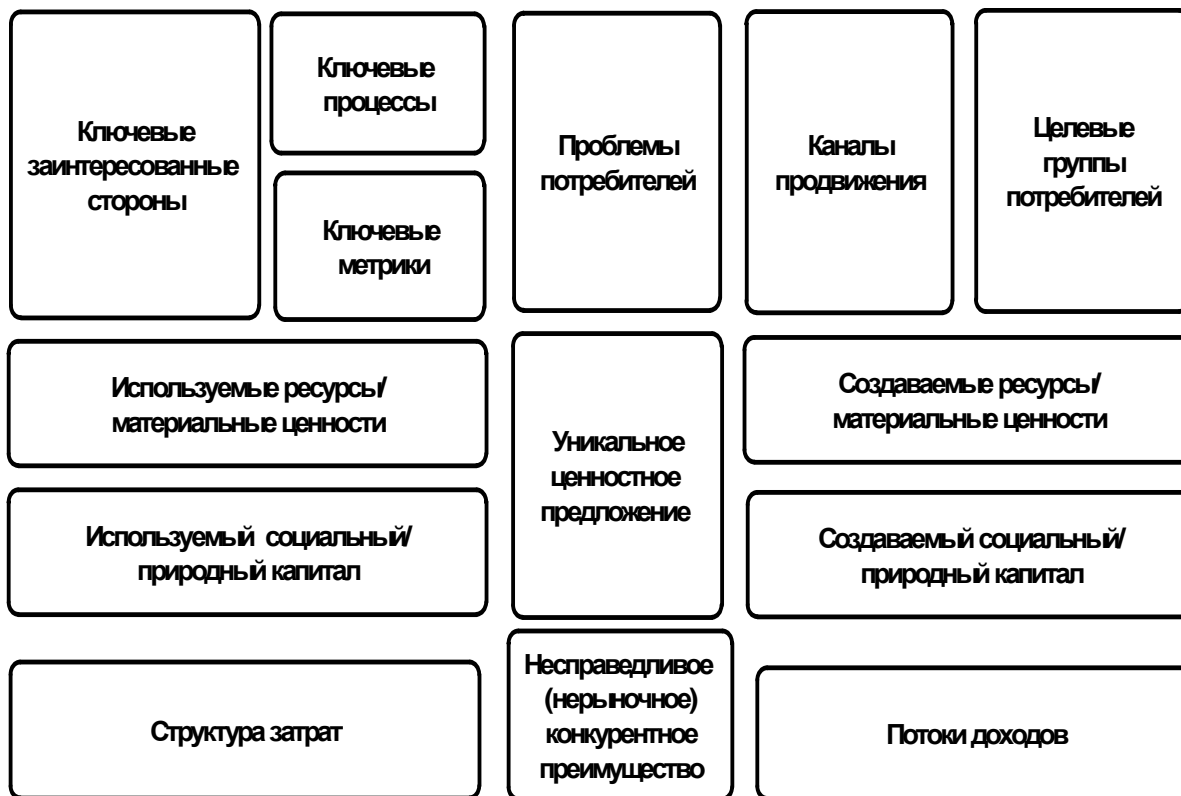 Ключевые
заинтересованные
стороны
Ключевые
процессы
Ключевые
метрики
Проблемы
потребителей
Каналы
продвижения
Целевые
группы
потребителей
Используемые ресурсы/
материальные ценности
Уникальное
ценностное
предложение
Создаваемые ресурсы/
материальные ценности
Используемый социальный/
природный капитал
Создаваемый социальный/
природный капитал
Структура затрат
Несправедливое
(нерыночное)
конкурентное
преимущество
Потоки доходов